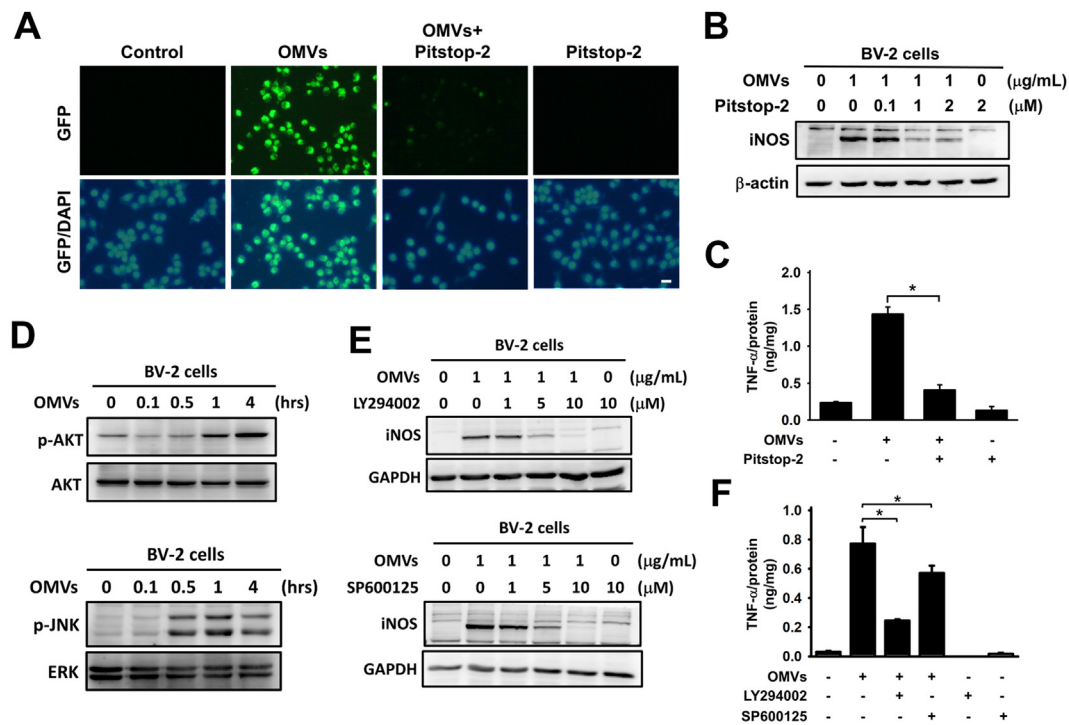 A
Control OMVs OMVs+ Pitstop-2 Pitstop-2
GFP
GFP/DAPI
B
BV-2 cells
OMVs 0 1 1 1 1 0 (μg/mL)
Pitstop-2 0 0 0.1 1 2 2 (μM)
iNOS
β-actin
C
TNF-α/protein
(ng/mg)
2.0
1.5
1.0
0.5
0.0
*
OMVs - + + -
Pitstop-2 - - + +
D
BV-2 cells
OMVs 0 0.1 0.5 1 4 (hrs)
p-AKT
AKT
BV-2 cells
OMVs 0 0.1 0.5 1 4 (hrs)
p-JNK
ERK
E
BV-2 cells
OMVs 0 1 1 1 1 0 (μg/mL)
LY294002 0 0 1 5 10 10 (μM)
iNOS
GAPDH
BV-2 cells
OMVs 0 1 1 1 1 0 (μg/mL)
SP600125 0 0 1 5 10 10 (μM)
iNOS
GAPDH
F
TNF-α/protein
(ng/mg)
1.0
0.8
0.6
0.4
0.2
0.0
* *
OMVs - + + + - -
LY294002 - - + - + -
SP600125 - - - + - +